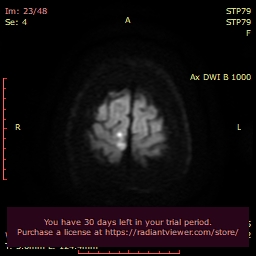 Im: 23/48
Se: 4
A
STP79
STP79
F
Ax DWI B 1000
R
L
You have 30 days left in your trial period.
Purchase a license at https://radiantviewer.com/store/